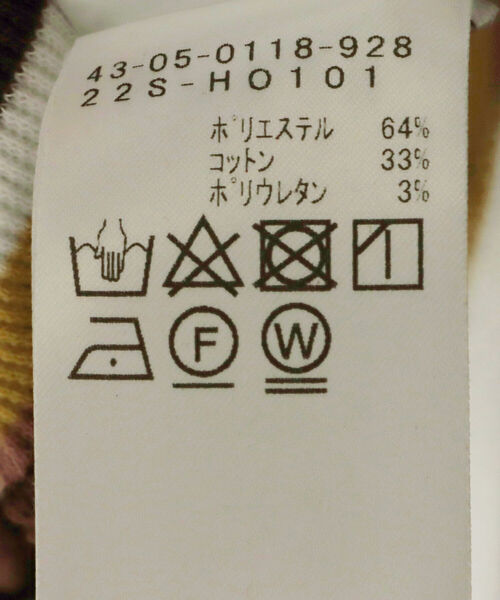 43-05-0118-928
22S-HO101
ポリエステル 64%
コットン 33%
ポリウレタン 3%
F W